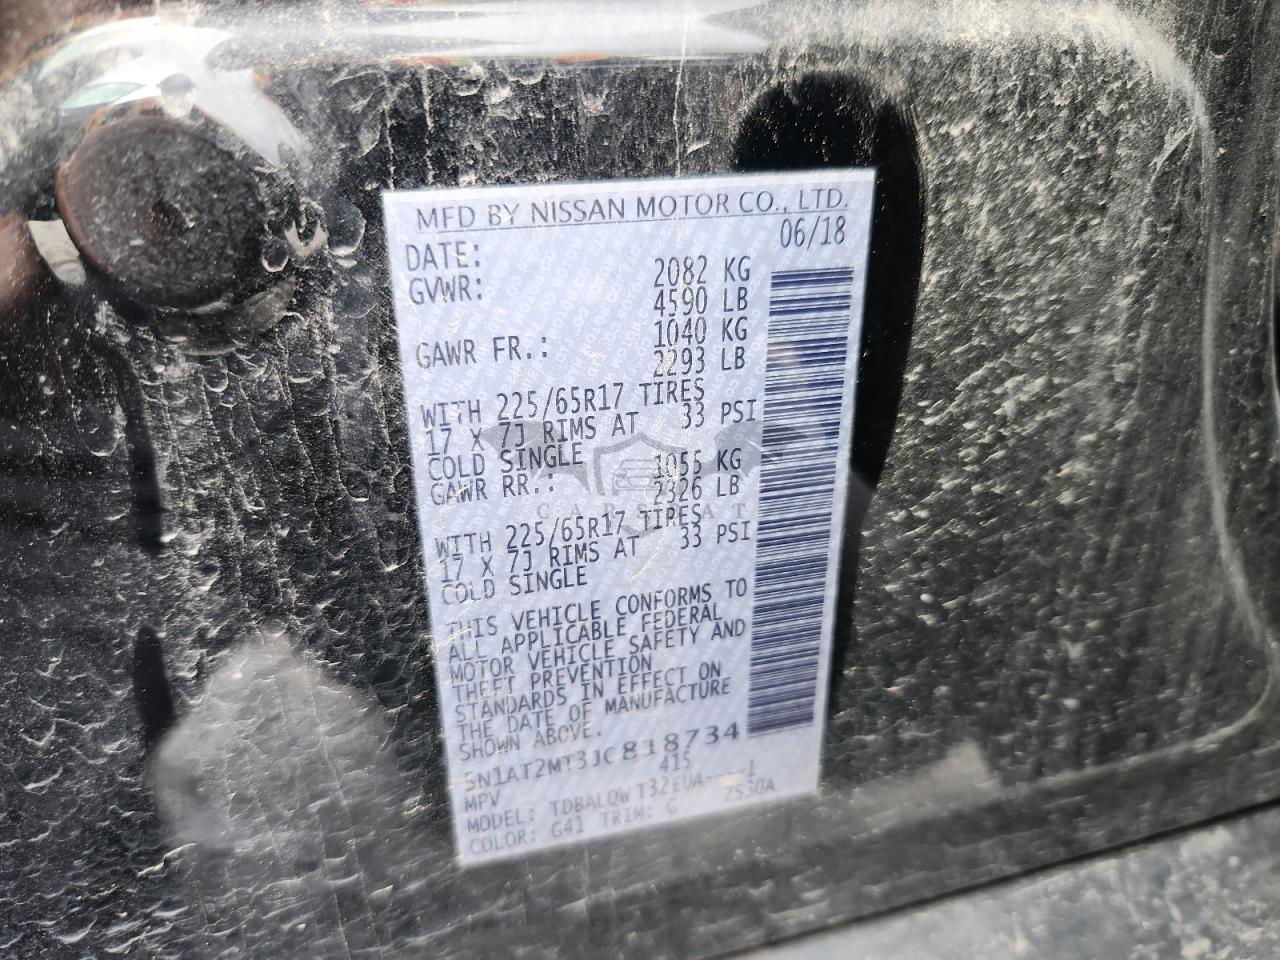 MFD BY NISSAN MOTOR CO., LTD.
DATE: 06/18
GVWR: 2082 KG
4590 LB
GAWR FR.: 1040 KG
2293 LB
WITH 225/65R17 TIRES
17 X 7J RIMS AT 33 PSI
COLD SINGLE
GAWR RR.: 1055 KG
2326 LB
WITH 225/65R17 TIRES
17 X 7J RIMS AT 33 PSI
COLD SINGLE
THIS VEHICLE CONFORMS TO
ALL APPLICABLE FEDERAL
MOTOR VEHICLE SAFETY AND
THEFT PREVENTION
STANDARDS IN EFFECT ON
THE DATE OF MANUFACTURE
SHOWN ABOVE.
5N1AT2MT3JC818734
MPV 415
MODEL: TDBALQWT32EUA----1
COLOR: G41 TRIM: G 2S30A